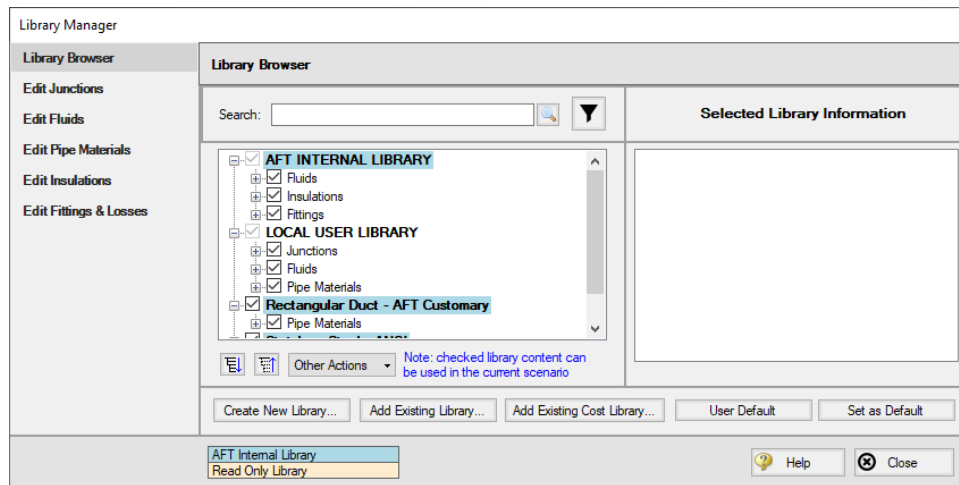 Library Manager
Library Browser
Edit Junctions
Edit Fluids
Edit Pipe Materials
Edit Insulations
Edit Fittings & Losses
Library Browser
Search:
Selected Library Information
AFT INTERNAL LIBRARY
Fluids
Insulations
Fittings
LOCAL USER LIBRARY
Junctions
Fluids
Pipe Materials
Rectangular Duct - AFT Customary
Pipe Materials
Other Actions
Note: checked library content can
be used in the current scenario
Create New Library...
Add Existing Library...
Add Existing Cost Library...
User Default
Set as Default
AFT Internal Library
Read Only Library
Help
Close